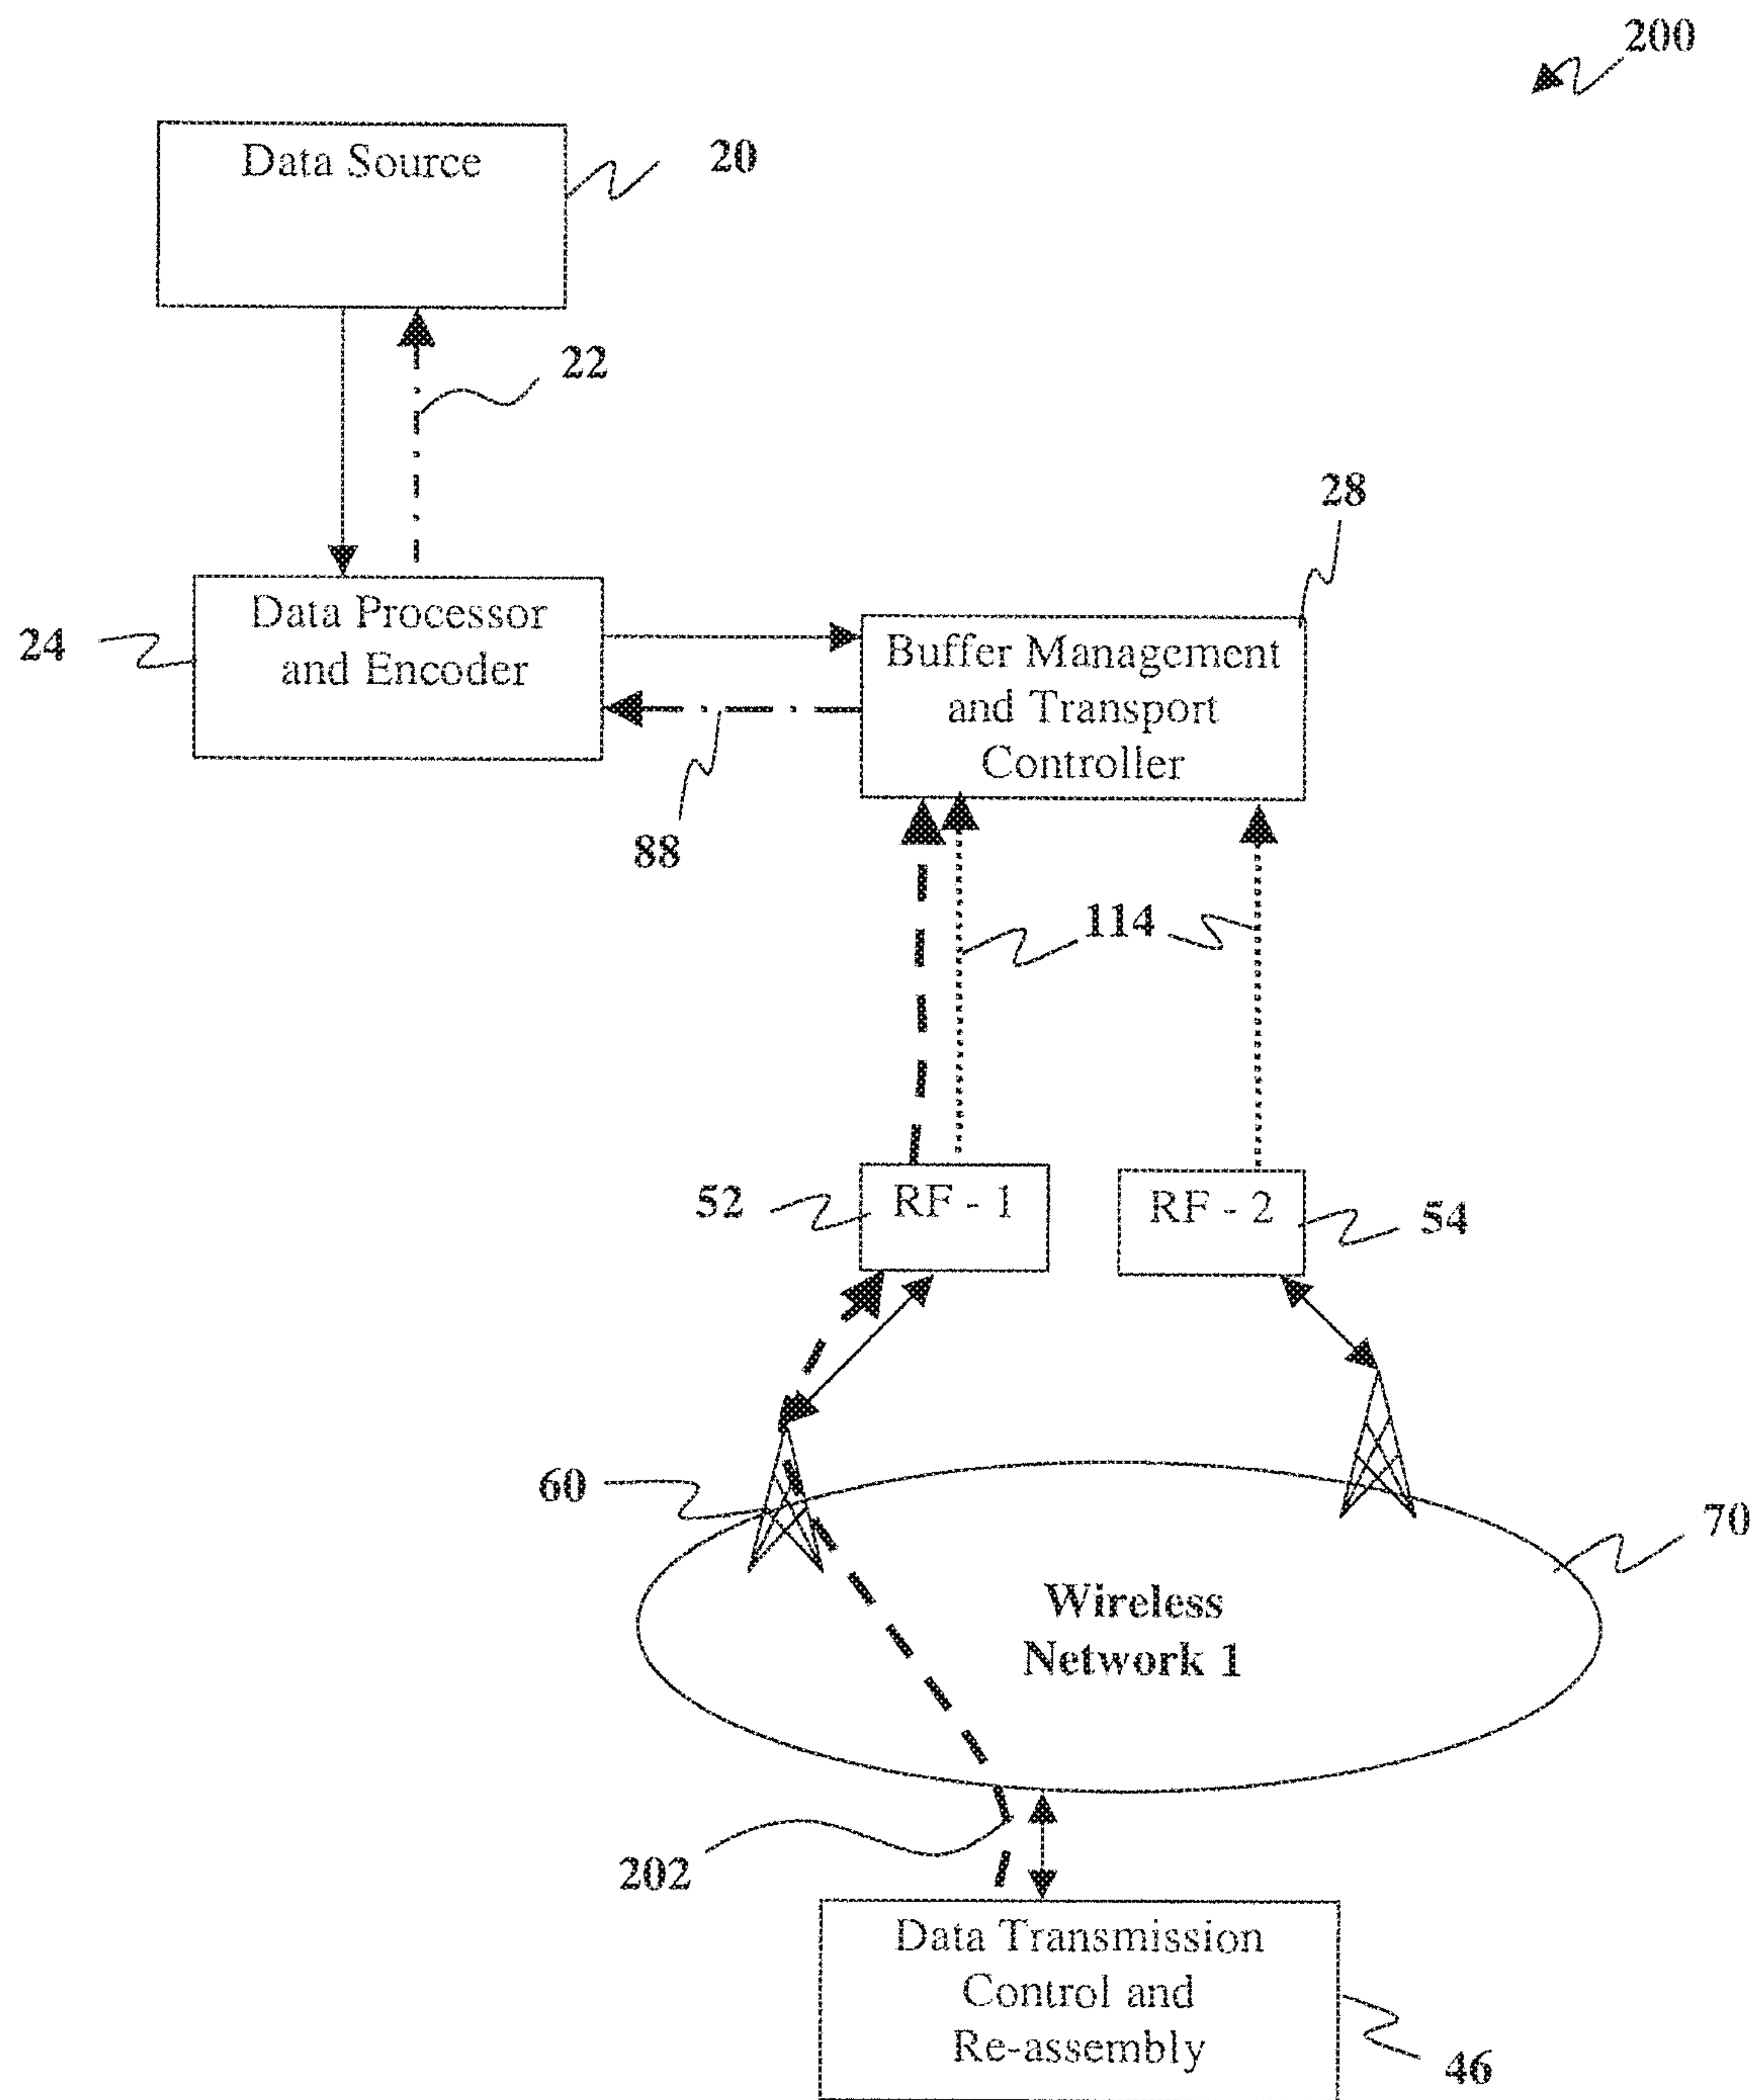 200
Data Source
20
22
28
24
Data Processor
and Encoder
Buffer Management
and Transport
Controller
88
114
52
RF - 1
RF - 2
54
60
70
Wireless
Network 1
202
Data Transmission
Control and
Re-assembly
46